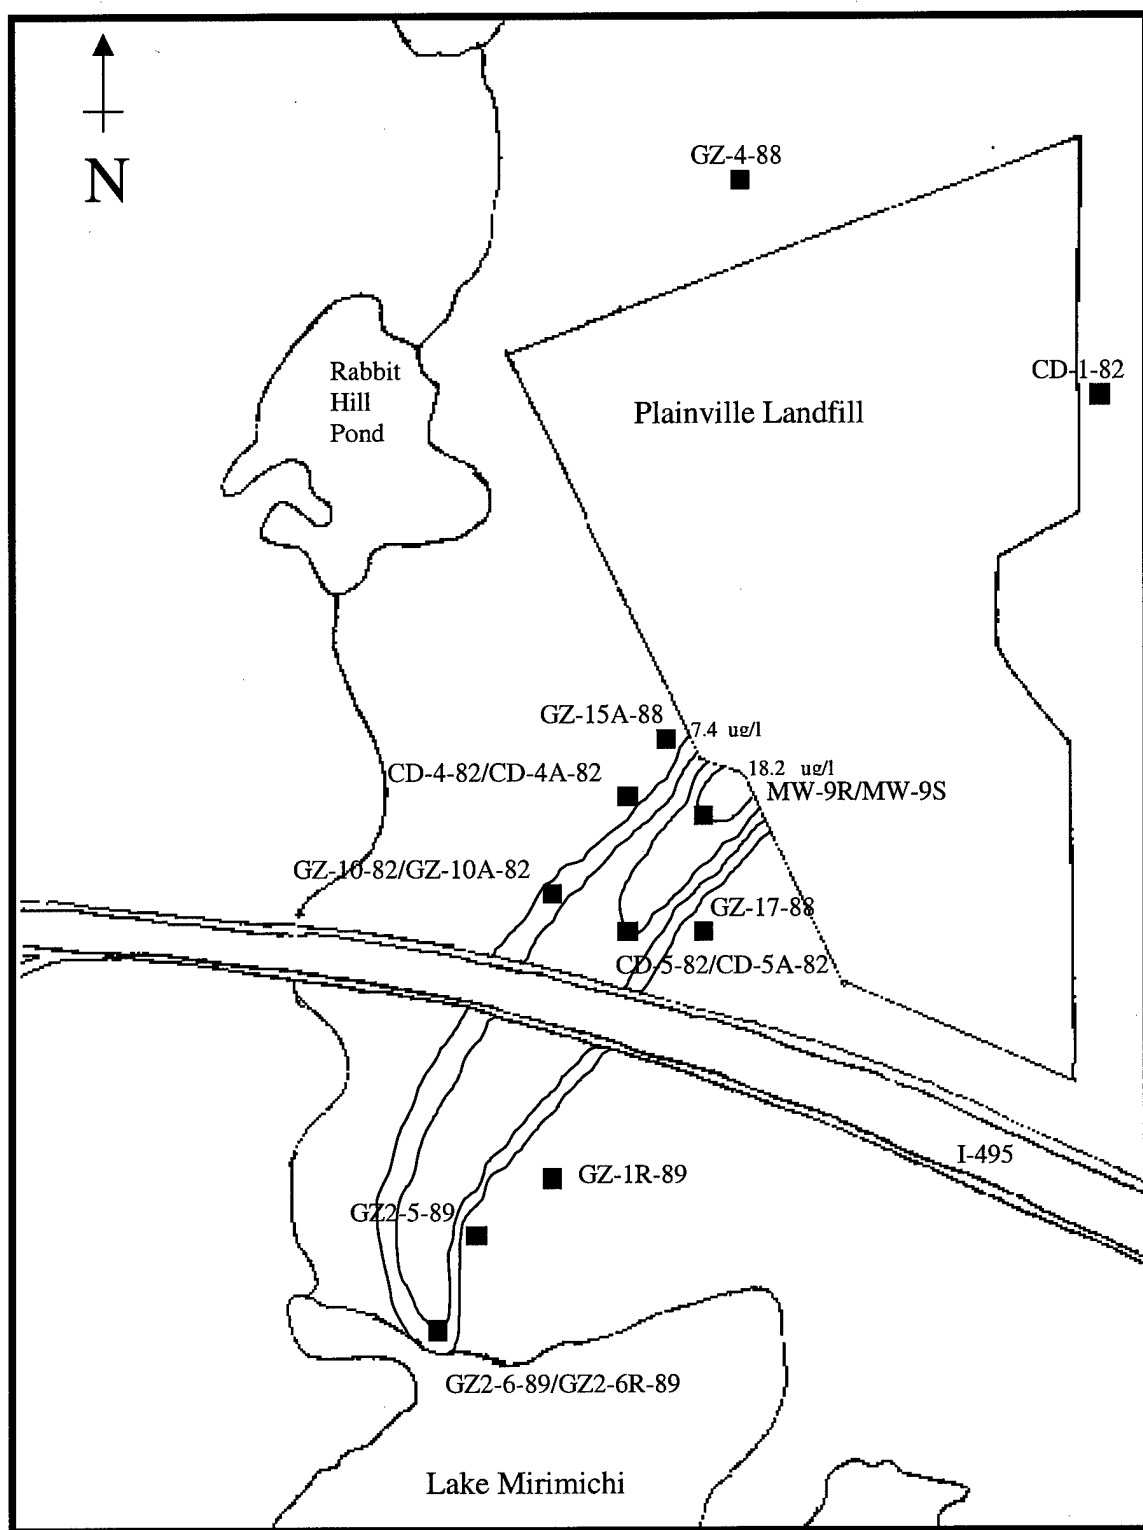 GZ-4-88
N
CD-1-82
Rabbit
Hill
Pond
Plainville Landfill
GZ-15A-88
7.4 ug/l
CD-4-82/CD-4A-82
18.2 ug/l
MW-9R/MW-9S
GZ-10-82/GZ-10A-82
GZ-17-88
CD-5-82/CD-5A-82
I-495
GZ-1R-89
GZ2-5-89
GZ2-6-89/GZ2-6R-89
Lake Mirimichi